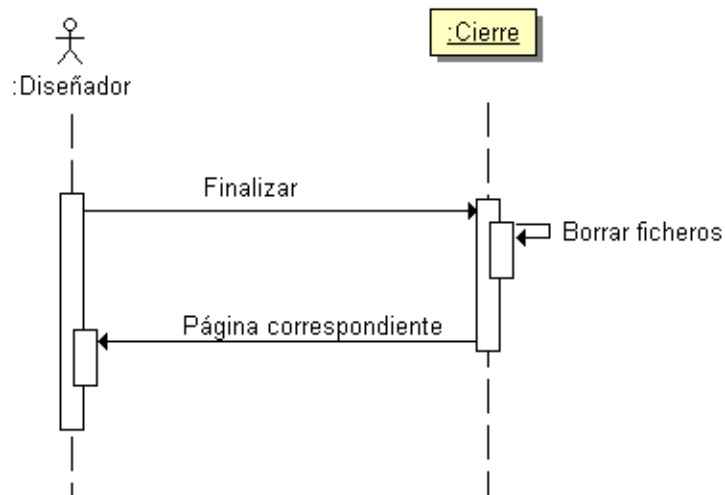 :Cierre
:Diseñador
Finalizar
Borrar ficheros
Página correspondiente